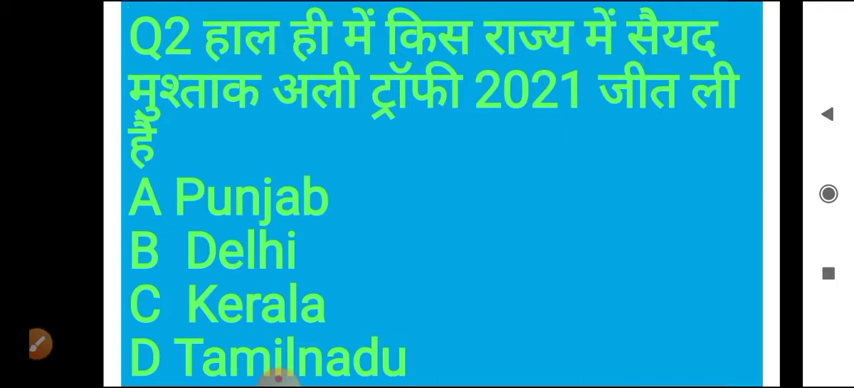 Q2 हाल ही में किस राज्य में सैयद
मुश्ताक अली ट्रॉफी 2021 जीत ली
हैं
A Punjab
B Delhi
C Kerala
D Tamilnadu